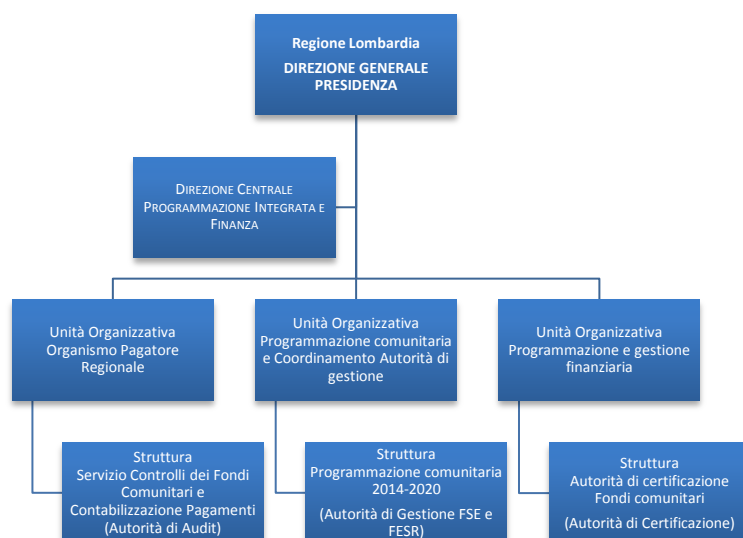 Regione Lombardia
DIREZIONE GENERALE
PRESIDENZA
DIREZIONE CENTRALE
PROGRAMMAZIONE INTEGRATA E
FINANZA
Unità Organizzativa
Organismo Pagatore
Regionale
Unità Organizzativa
Programmazione comunitaria
e Coordinamento Autorità di
gestione
Unità Organizzativa
Programmazione e gestione
finanziaria
Struttura
Servizio Controlli dei Fondi
Comunitari e
Contabilizzazione Pagamenti
(Autorità di Audit)
Struttura
Programmazione comunitaria
2014-2020
(Autorità di Gestione FSE e
FESR)
Struttura
Autorità di certificazione
Fondi comunitari
(Autorità di Certificazione)